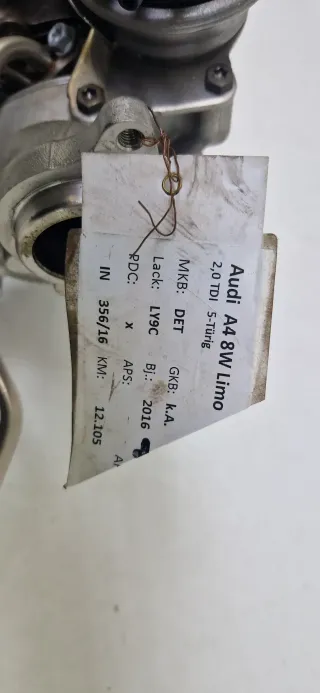 Audi A4 8W Limo
2,0 TDI 5-Türig
MKB: DET GKB: k.A.
Lack: LY9C Bj.: 2016
PDC: x APS: -
IN 356/16 KM: 12.105